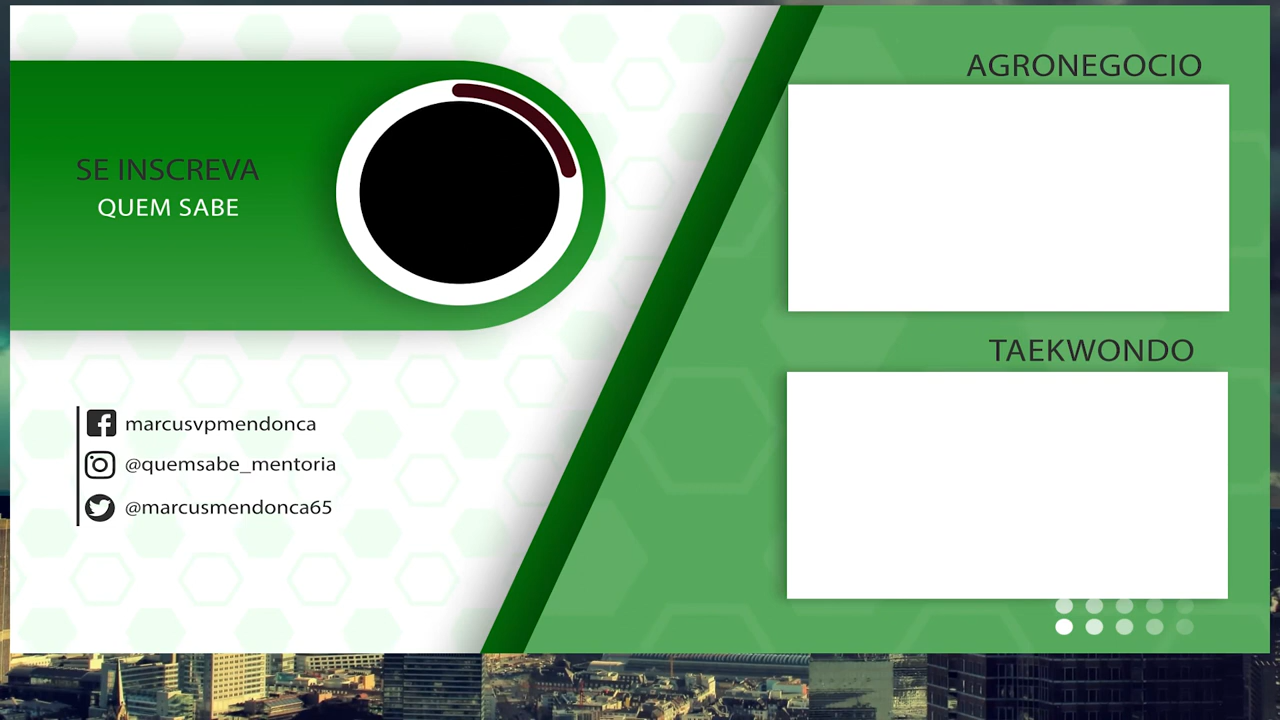 SE INSCREVA
QUEM SABE
marcusvpmendonca
@quemsabe_mentoria
@marcusmendonca65
AGRONEGOCIO
TAEKWONDO